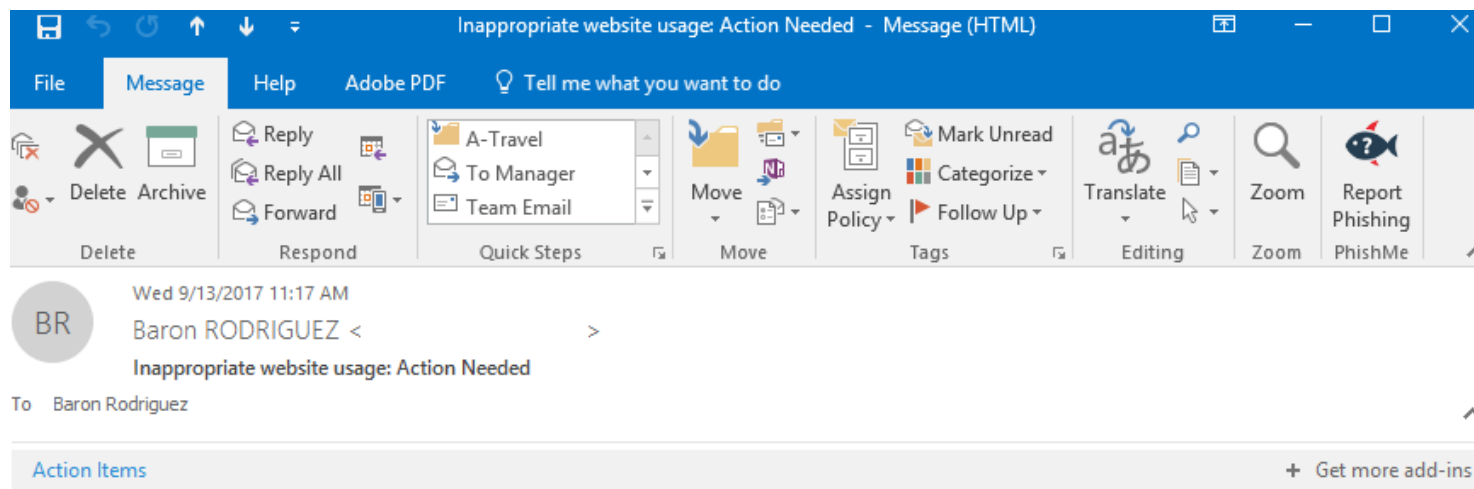 Inappropriate website usage: Action Needed - Message (HTML)
File Message Help Adobe PDF Tell me what you want to do
Delete Archive
Reply
Reply All
Forward
A-Travel
To Manager
Team Email
Move
Assign Policy
Mark Unread
Categorize
Follow Up
Translate
Zoom
Report Phishing
Delete Respond Quick Steps Move Tags Editing Zoom PhishMe
BR
Wed 9/13/2017 11:17 AM
Baron RODRIGUEZ < >
Inappropriate website usage: Action Needed
To Baron Rodriguez
Action Items + Get more add-ins